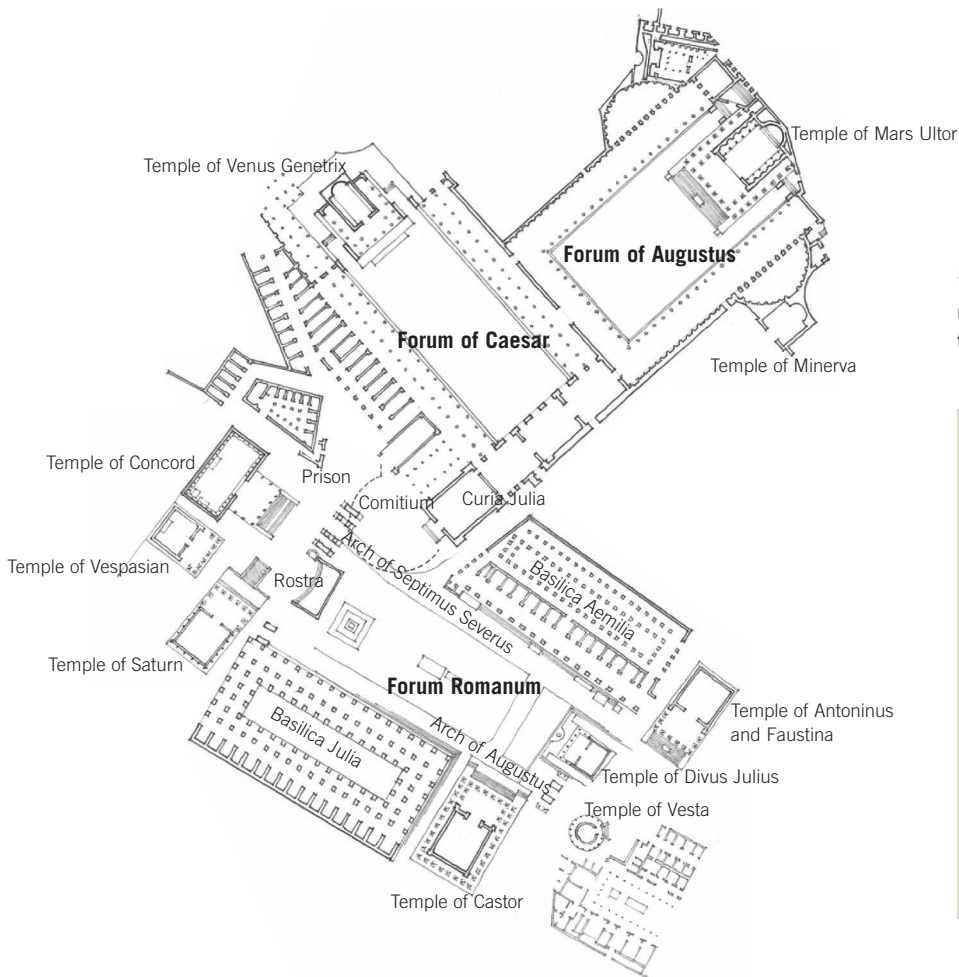 Temple of Mars Ultor
Temple of Venus Genetrix
Forum of Augustus
Forum of Caesar
Temple of Minerva
Temple of Concord
Prison
Comitium
Curia Julia
Temple of Vespasian
Rostra
Arch of Septimus Severus
Basilica Aemilia
Temple of Saturn
Forum Romanum
Basilica Julia
Arch of Augustus
Temple of Antoninus
and Faustina
Temple of Divus Julius
Temple of Vesta
Temple of Castor